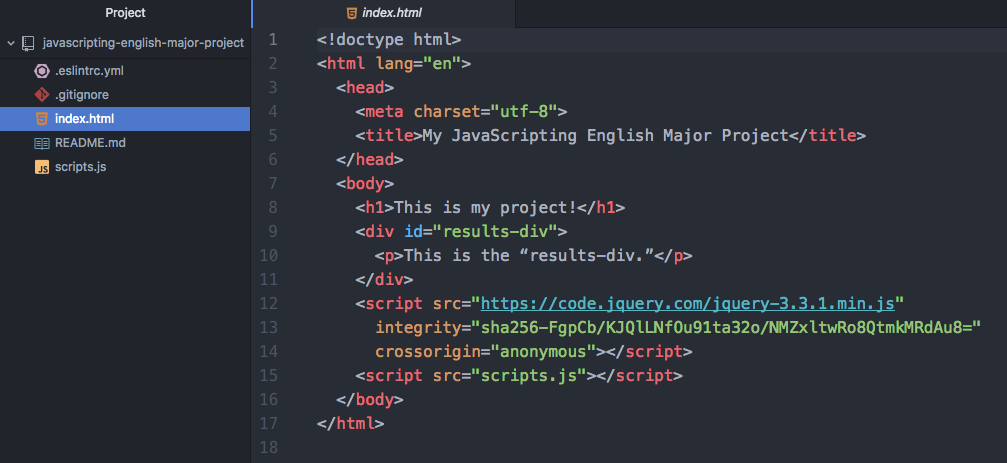 Project
javascripting-english-major-project
.eslintrc.yml
.gitignore
index.html
README.md
JS scripts.js
index.html
1 <!doctype html>
2 <html lang="en">
3 <head>
4 <meta charset="utf-8">
5 <title>My JavaScripting English Major Project</title>
6 </head>
7 <body>
8 <h1>This is my project!</h1>
9 <div id="results-div">
10 <p>This is the “results-div.”</p>
11 </div>
12 <script src="https://code.jquery.com/jquery-3.3.1.min.js"
13 integrity="sha256-FgpCb/KJQlLNfOu91ta32o/NMZxltwRo8QtmkMRdAu8="
14 crossorigin="anonymous"></script>
15 <script src="scripts.js"></script>
16 </body>
17 </html>
18